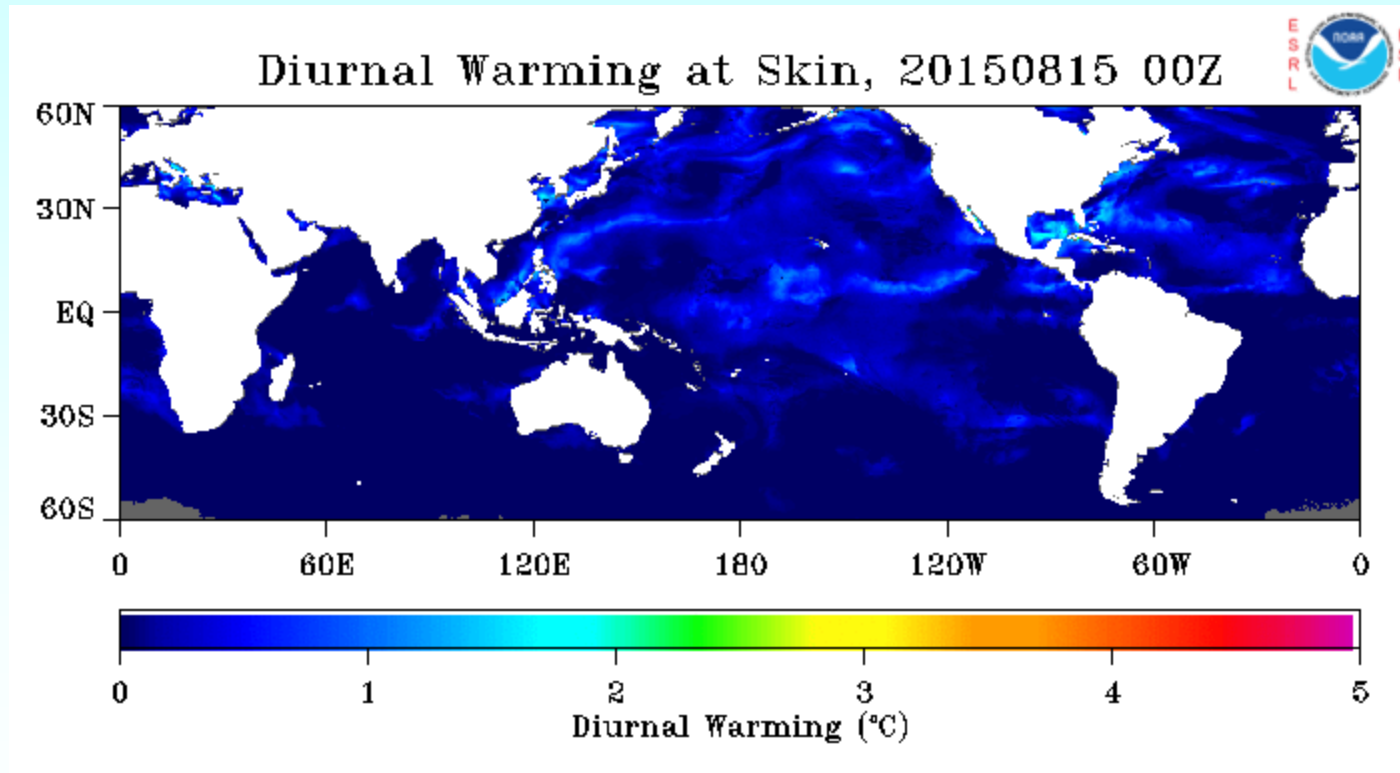 E
S
R
L
NOAA
Diurnal Warming at Skin, 20150815 00Z
60N
30N
EQ
30S
60S
0 60E 120E 180 120W 60W 0
0 1 2 3 4 5
Diurnal Warming (°C)